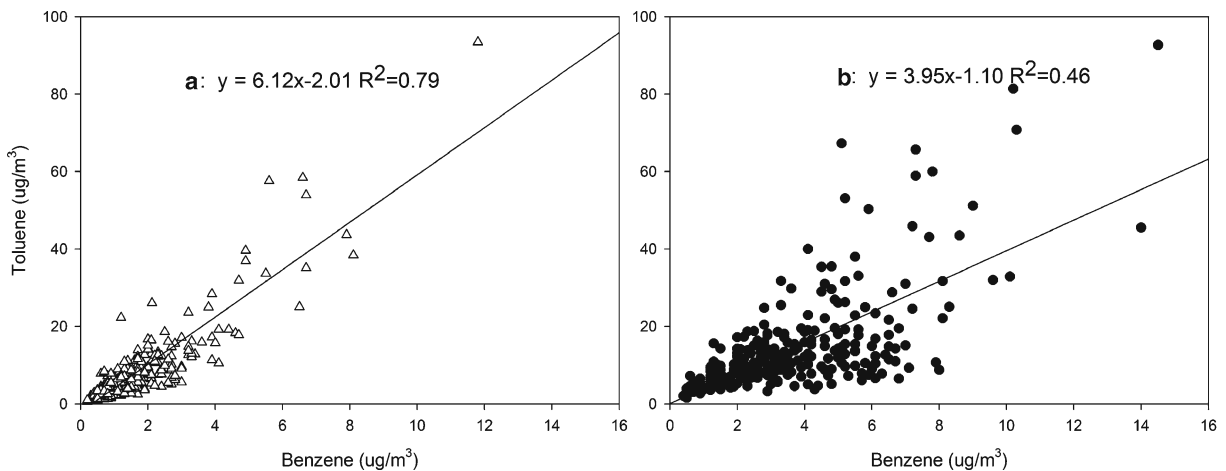 a: y = 6.12x-2.01 R²=0.79
100
80
60
40
20
0
Toluene (ug/m³)
0 2 4 6 8 10 12 14 16
Benzene (ug/m³)
b: y = 3.95x-1.10 R²=0.46
100
80
60
40
20
0
0 2 4 6 8 10 12 14 16
Benzene (ug/m³)